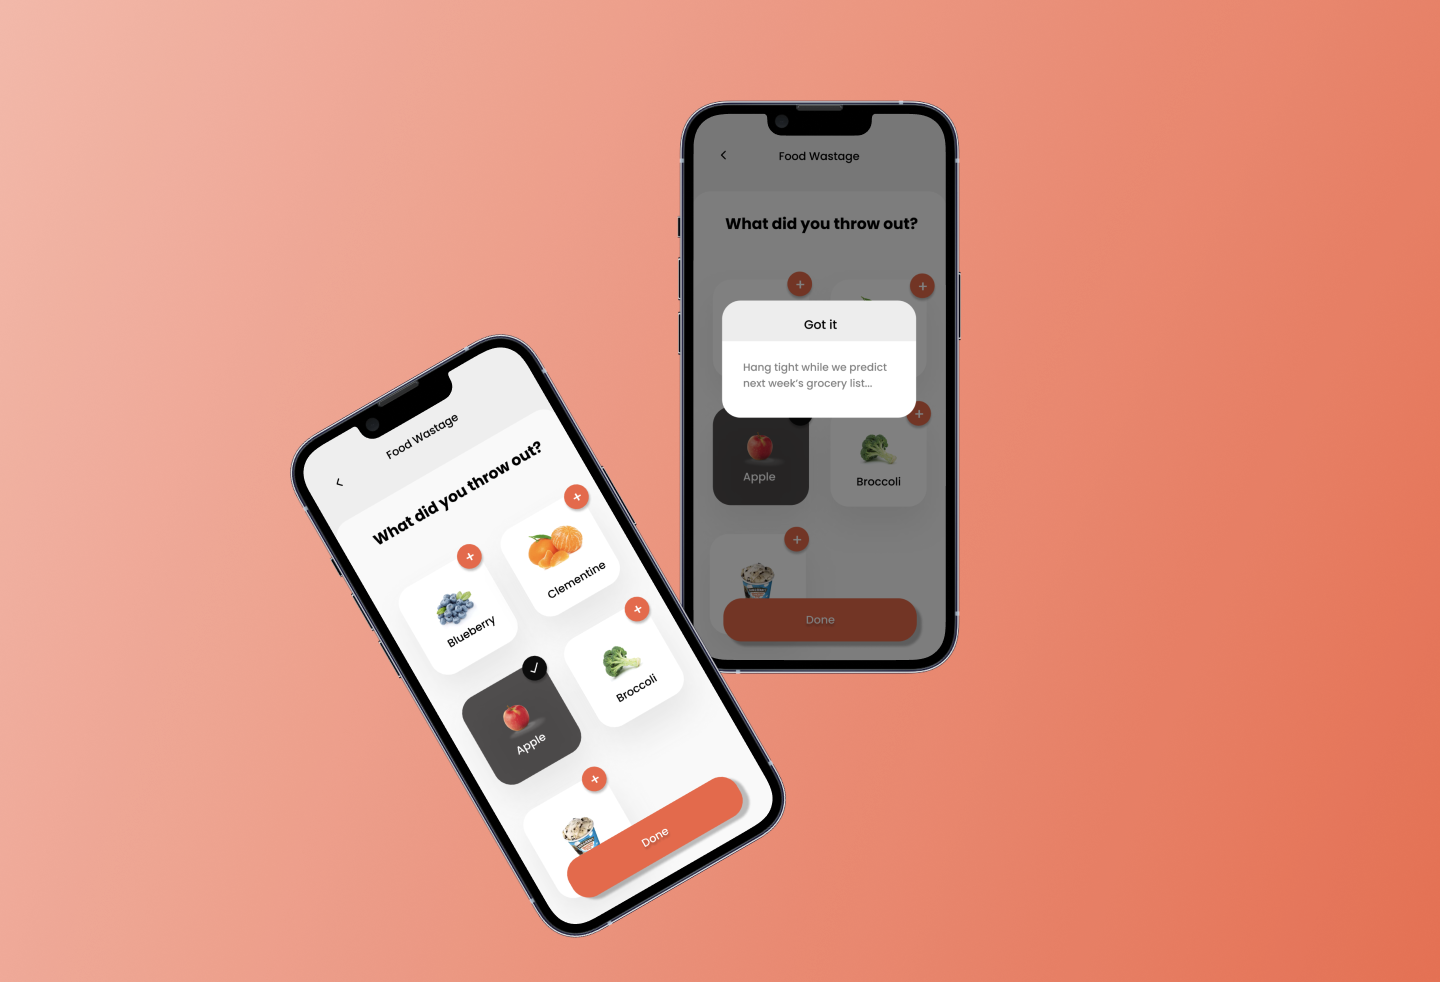 Food Wastage
What did you throw out?
Blueberry
Clementine
Apple
Broccoli
Done
Food Wastage
What did you throw out?
Got it
Hang tight while we predict
next week's grocery list...
Apple
Broccoli
Done